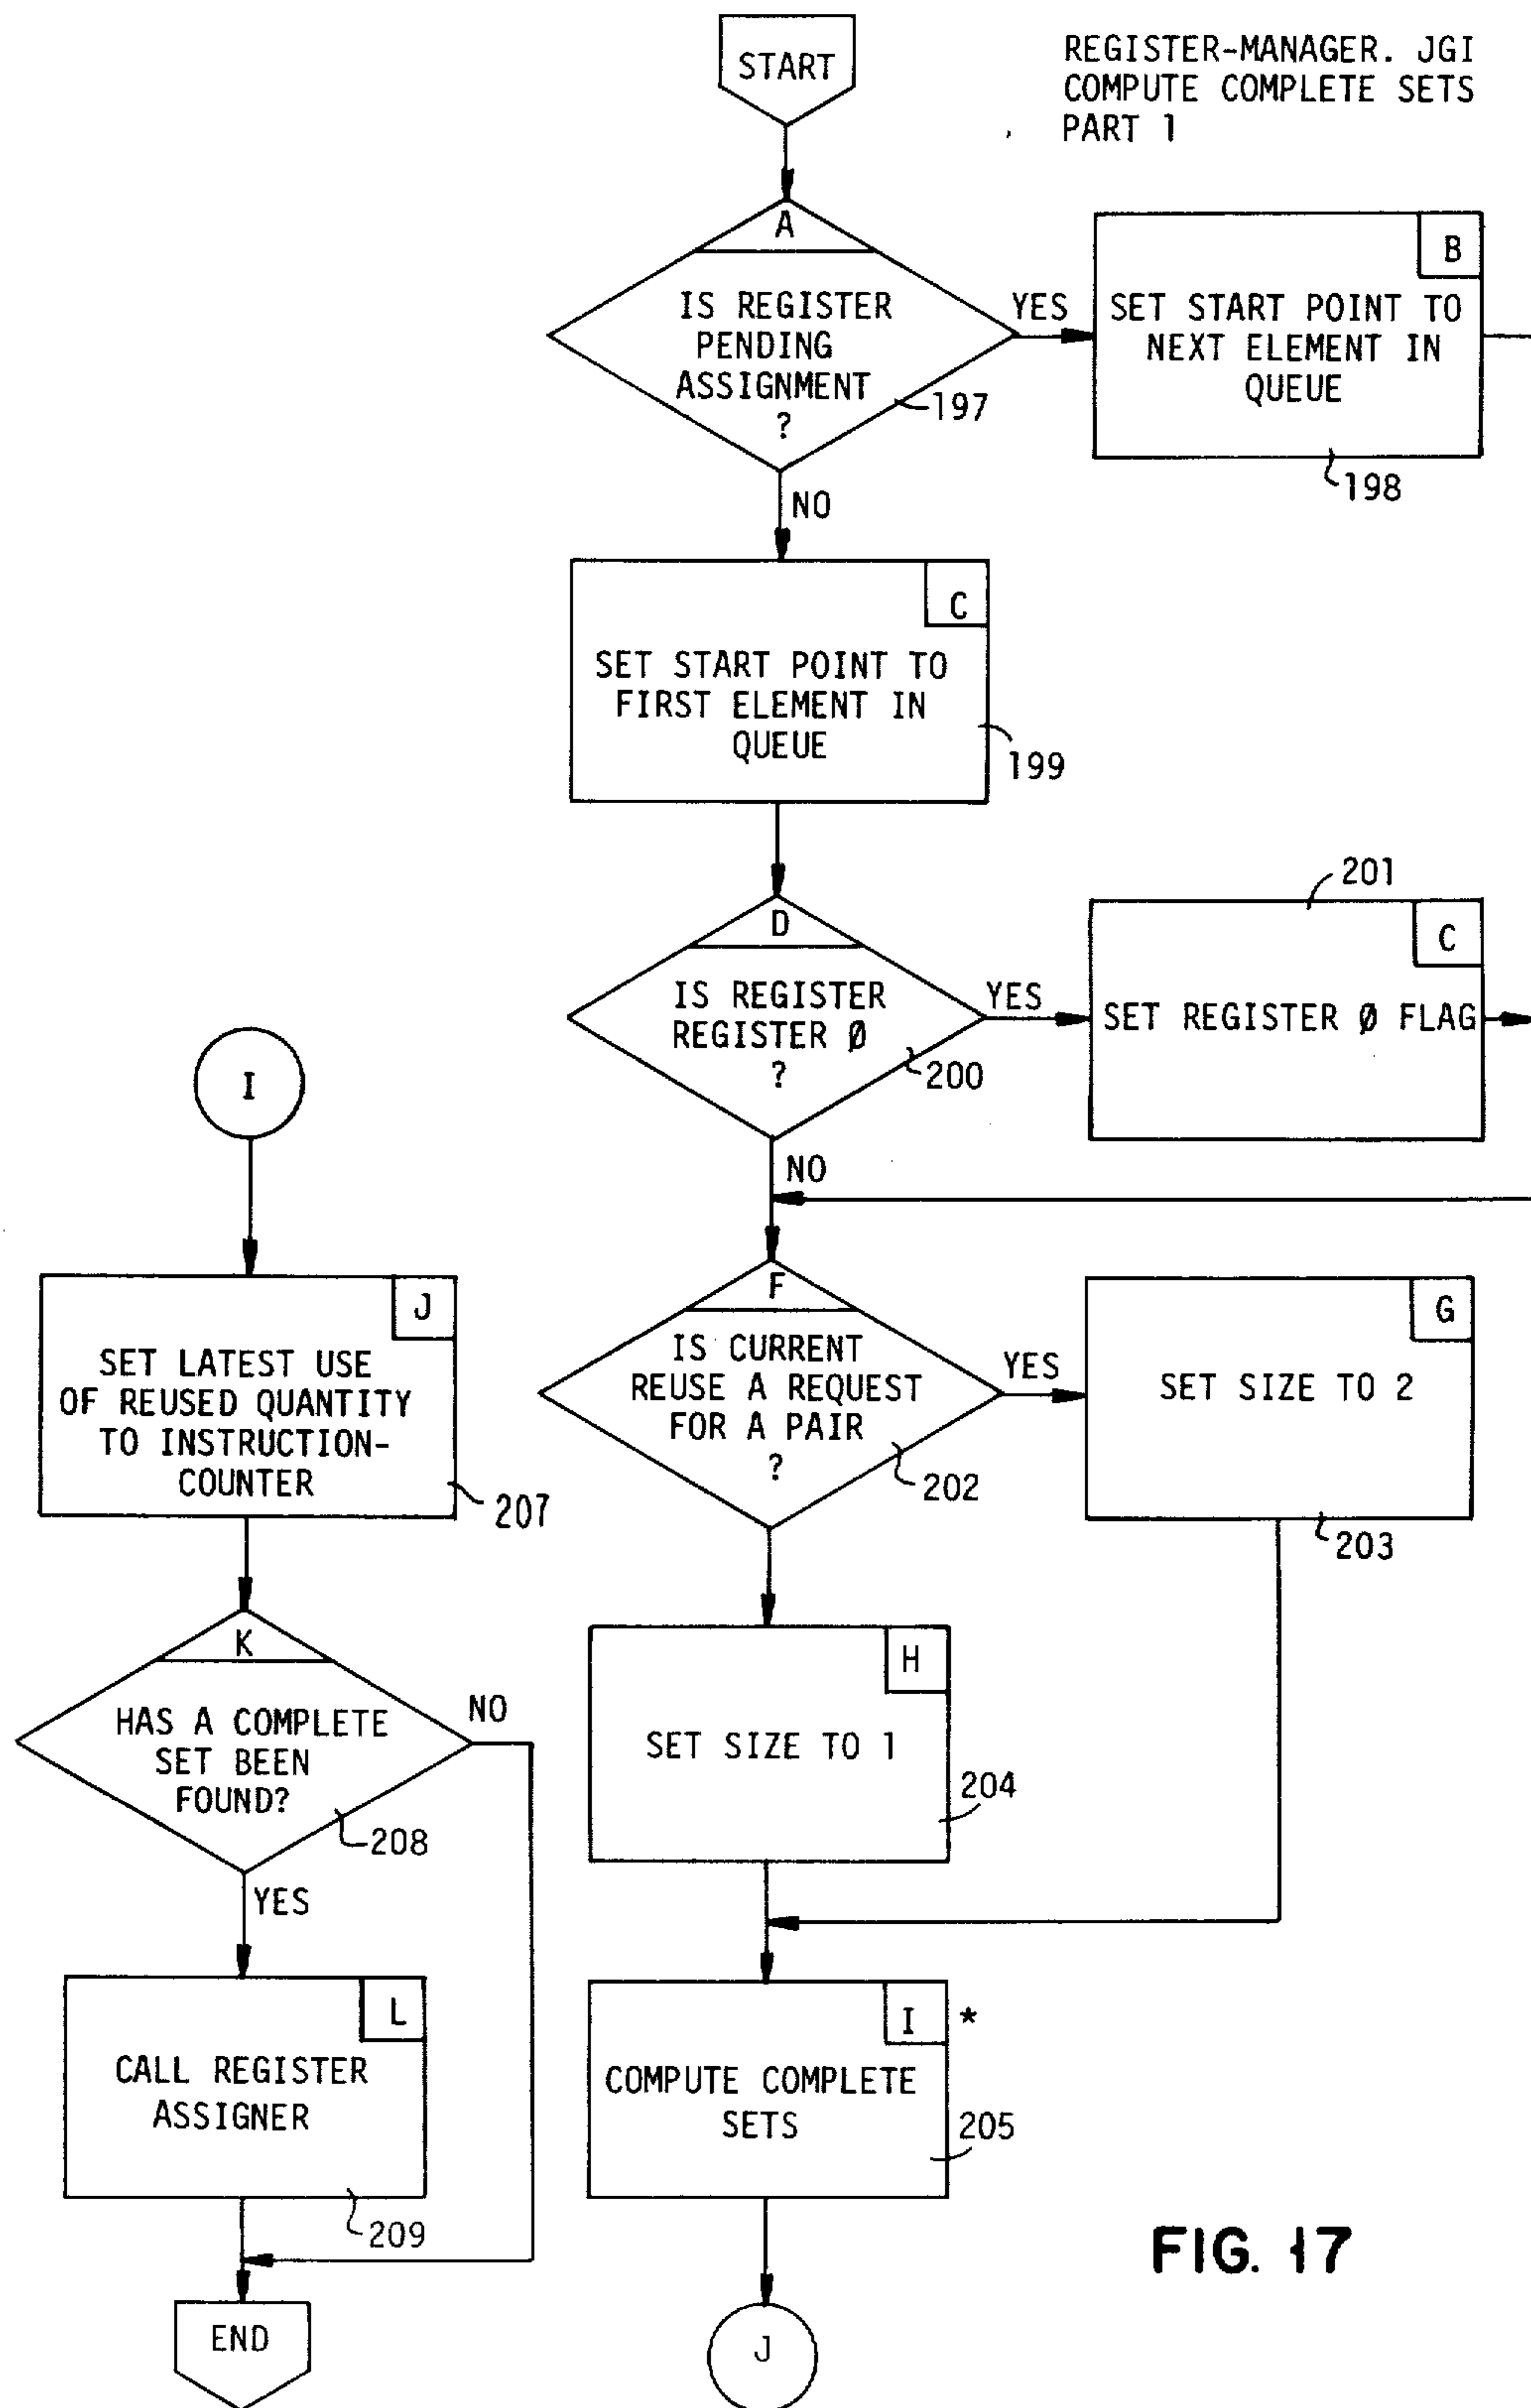 START
REGISTER-MANAGER. JGI
COMPUTE COMPLETE SETS
PART 1
A
IS REGISTER
PENDING
ASSIGNMENT
?
197
YES
B
SET START POINT TO
NEXT ELEMENT IN
QUEUE
198
NO
C
SET START POINT TO
FIRST ELEMENT IN
QUEUE
199
D
IS REGISTER
REGISTER Ø
?
200
YES
201
C
SET REGISTER Ø FLAG
NO
F
IS CURRENT
REUSE A REQUEST
FOR A PAIR
?
202
YES
G
SET SIZE TO 2
203
H
SET SIZE TO 1
204
I *
COMPUTE COMPLETE
SETS
205
J
I
J
SET LATEST USE
OF REUSED QUANTITY
TO INSTRUCTION-
COUNTER
207
K
HAS A COMPLETE
SET BEEN
FOUND?
208
NO
YES
L
CALL REGISTER
ASSIGNER
209
END
FIG. 17